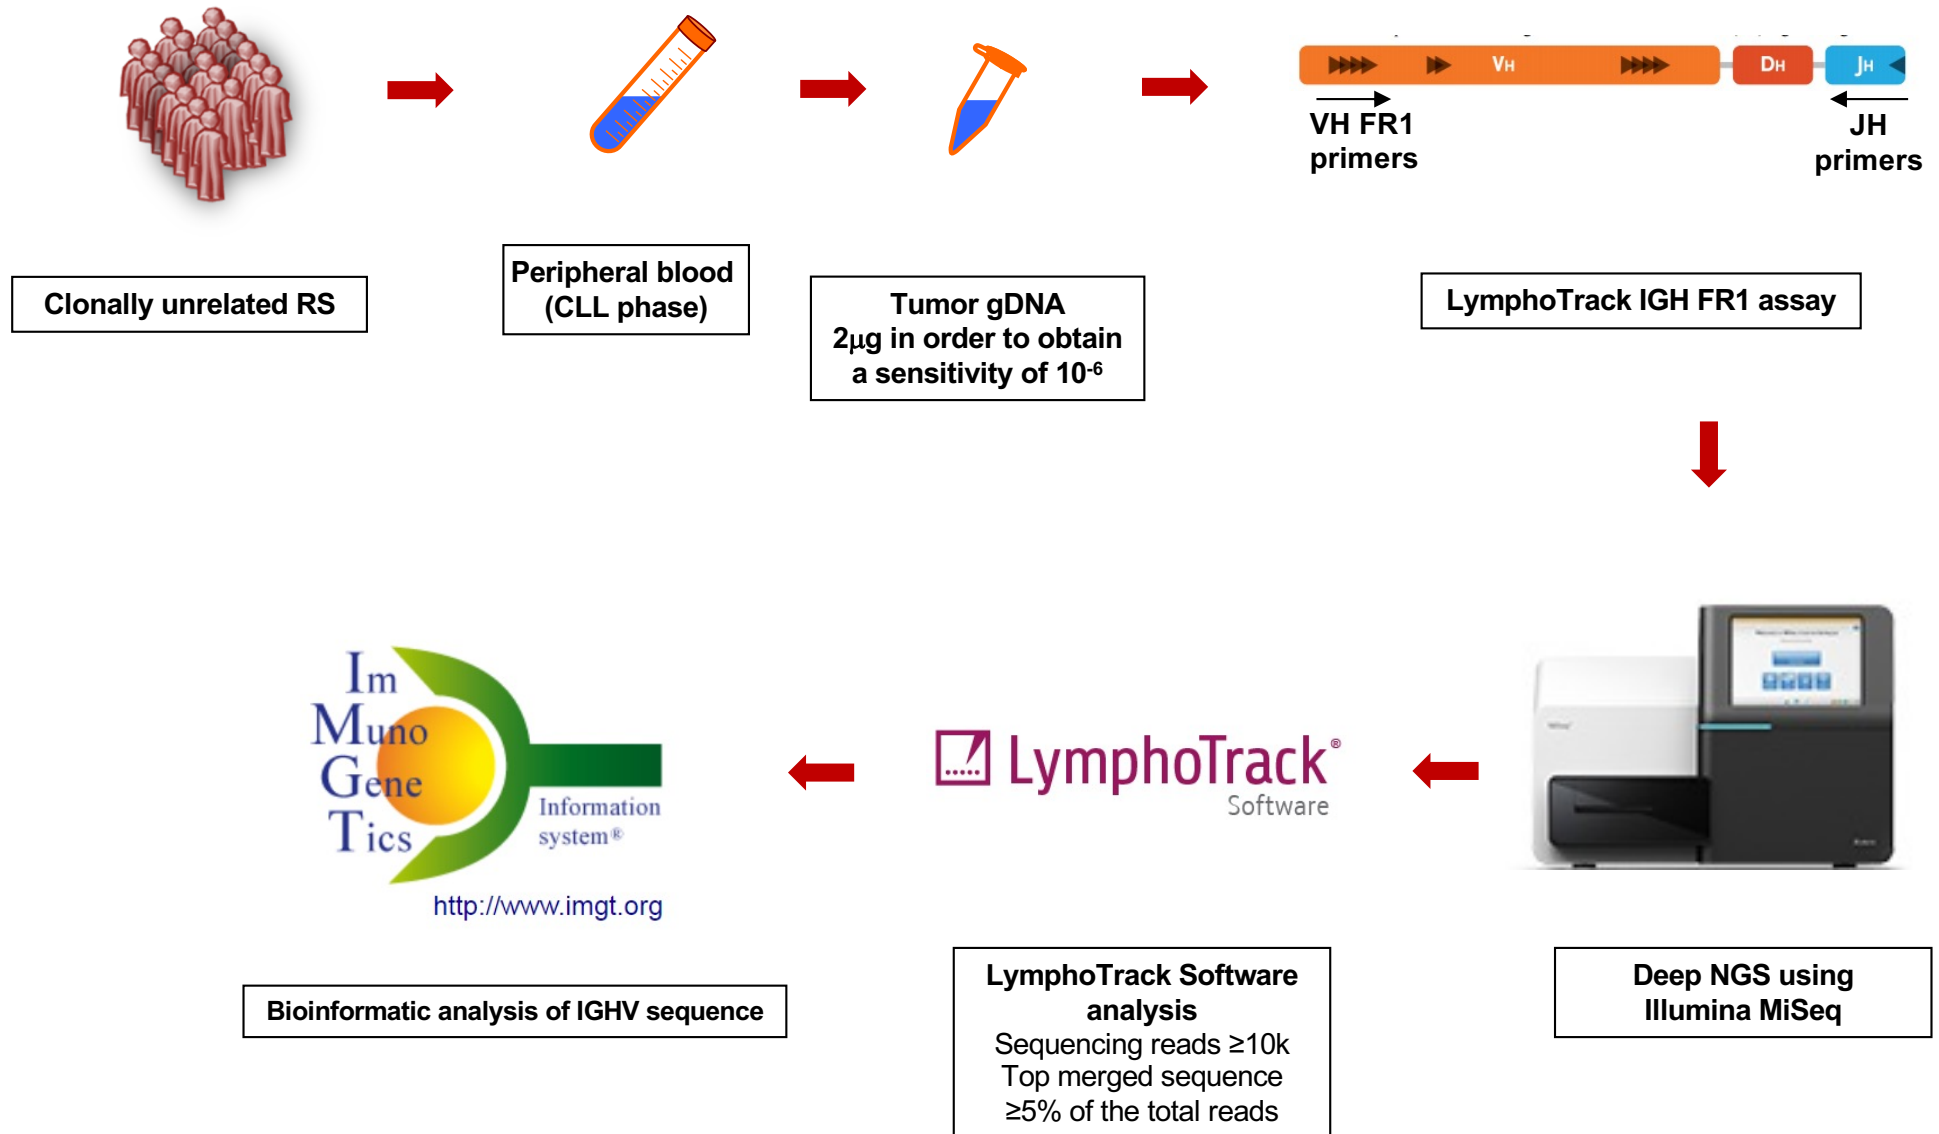 VH
DH
JH
VH FR1
primers
JH
primers
Clonally unrelated RS
Peripheral blood
(CLL phase)
Tumor gDNA
2μg in order to obtain
a sensitivity of 10-6
LymphoTrack IGH FR1 assay
Im
Muno
Gene
Tics
Information
system®
http://www.imgt.org
LymphoTrack®
Software
Bioinformatic analysis of IGHV sequence
LymphoTrack Software
analysis
Sequencing reads ≥10k
Top merged sequence
≥5% of the total reads
Deep NGS using
Illumina MiSeq